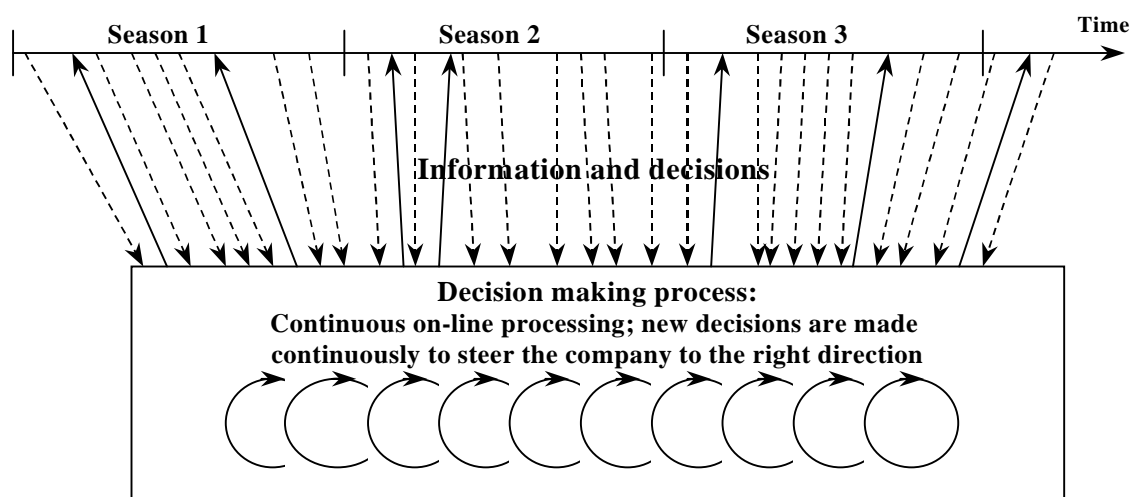 Season 1 Season 2 Season 3 Time
Information and decisions
Decision making process:
Continuous on-line processing; new decisions are made
continuously to steer the company to the right direction